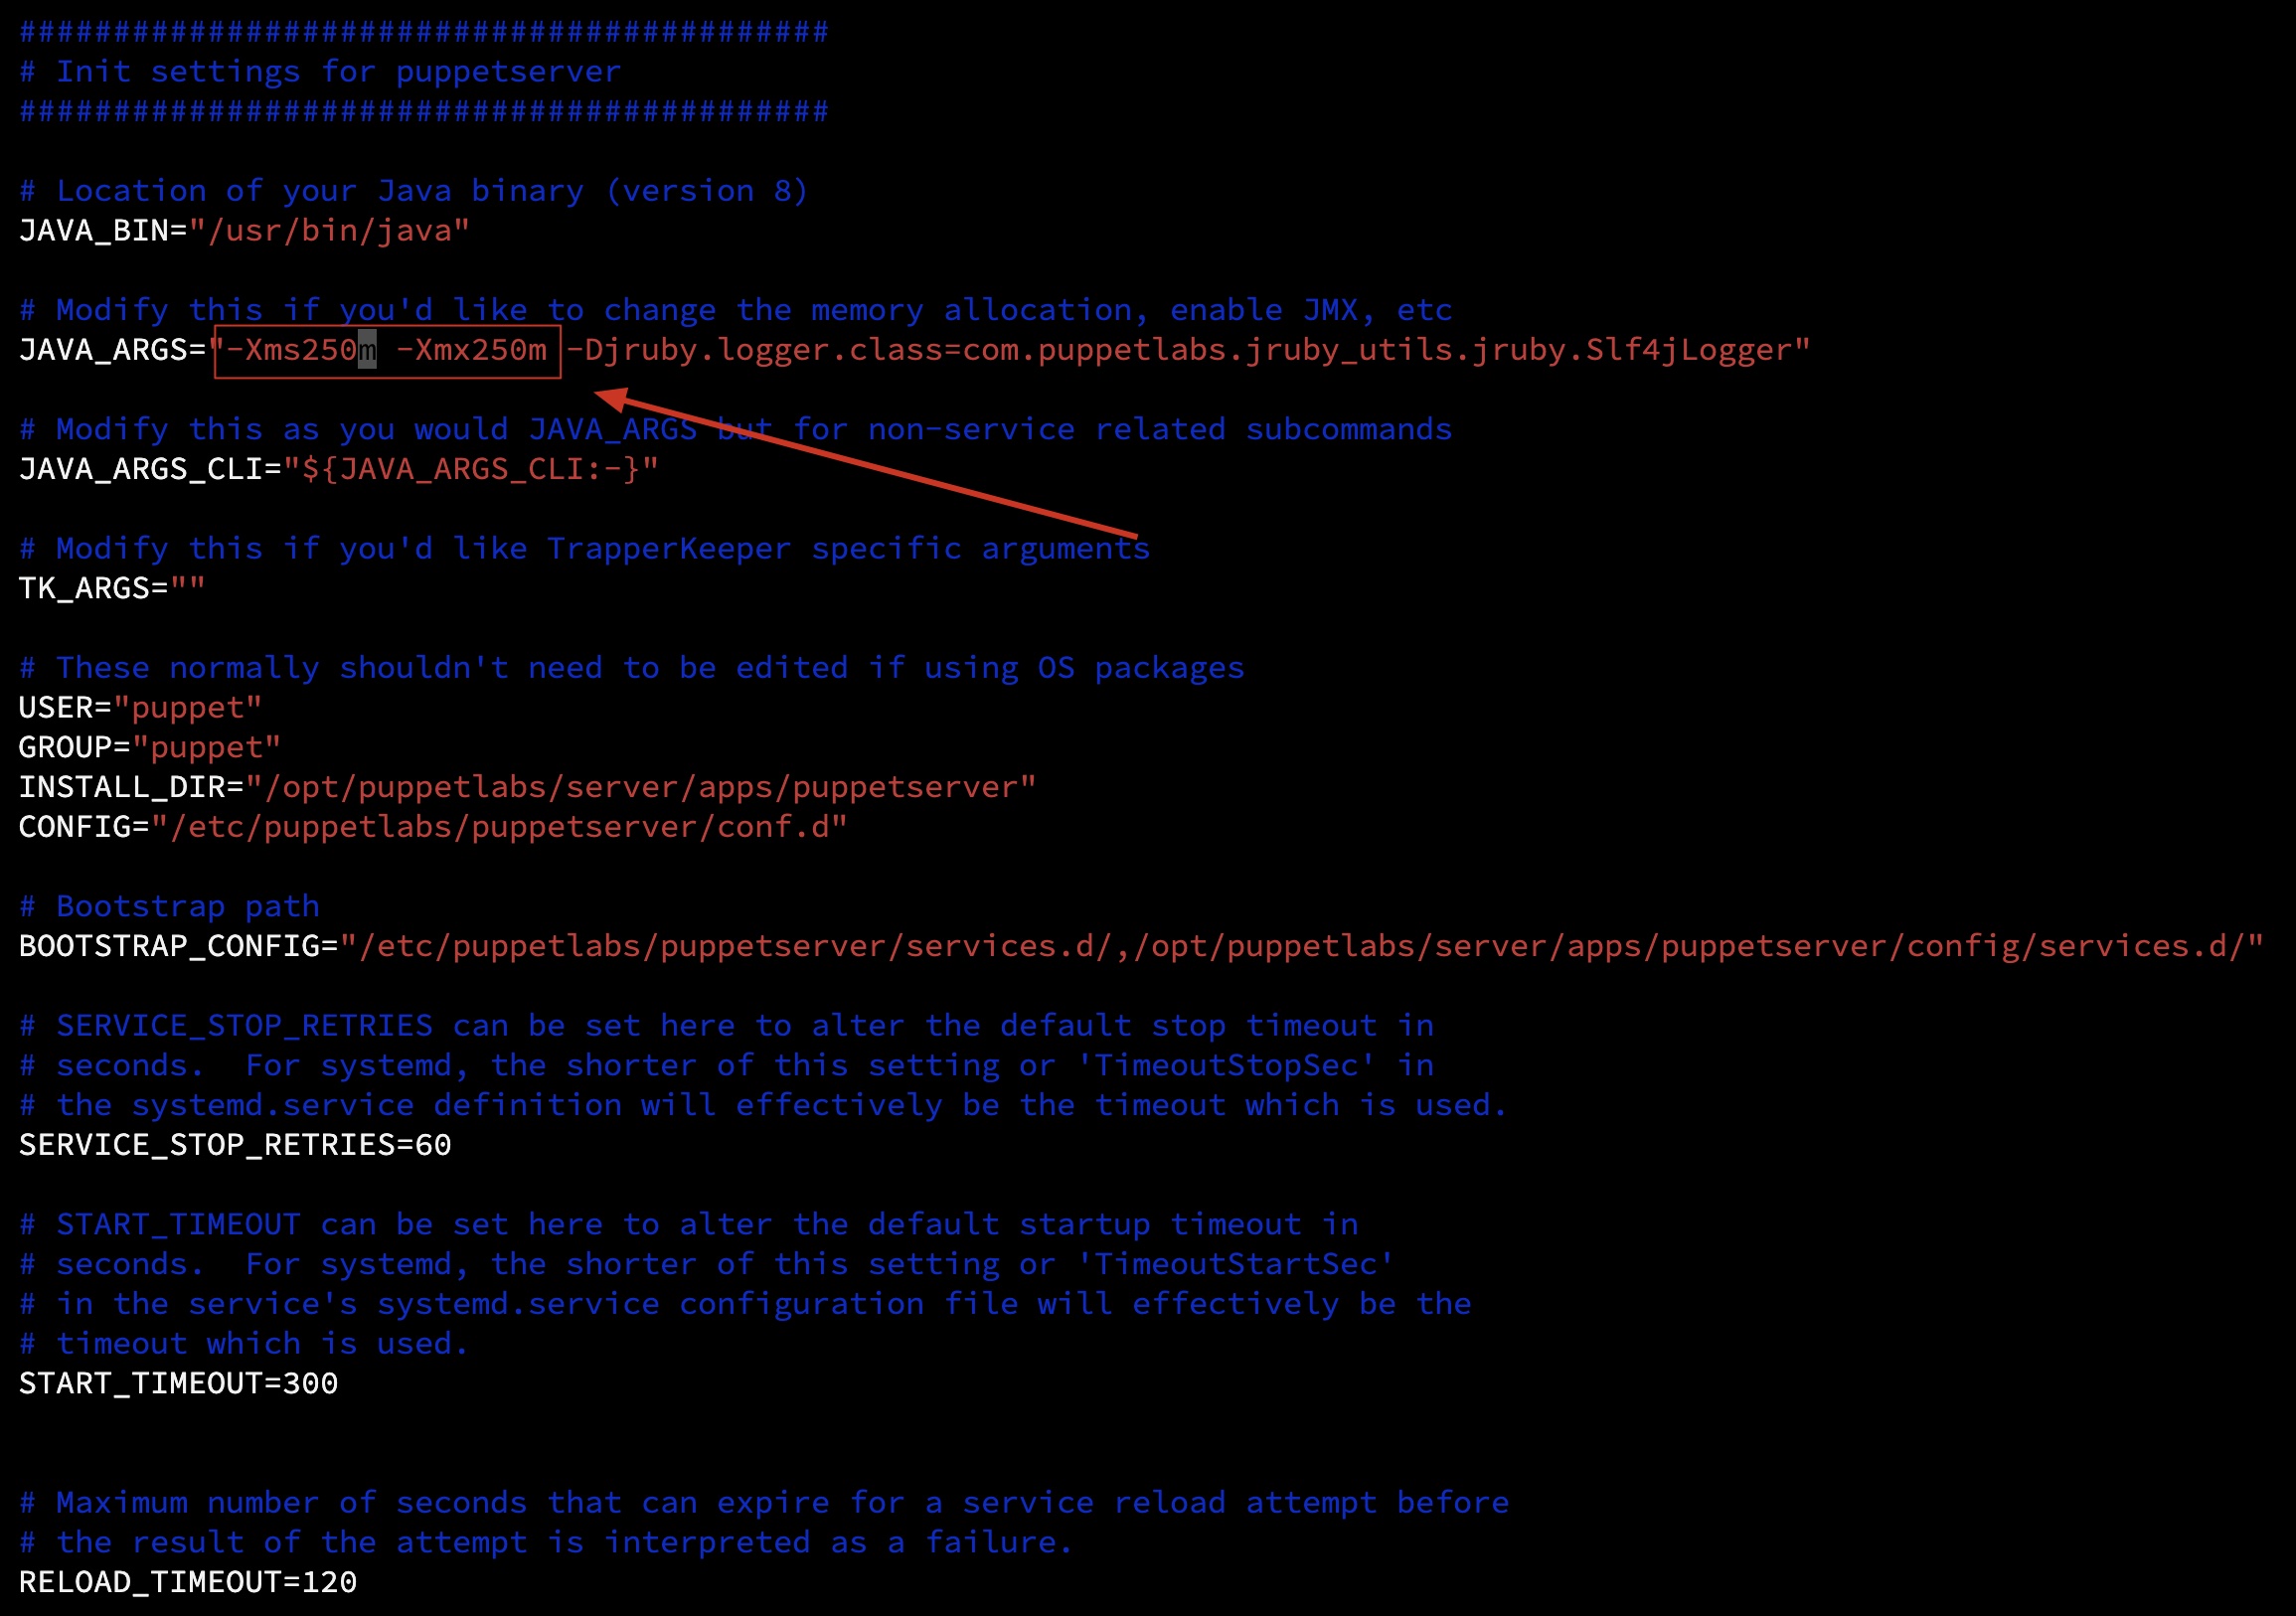 ###########################################
# Init settings for puppetserver
###########################################
# Location of your Java binary (version 8)
JAVA_BIN="/usr/bin/java"
# Modify this if you'd like to change the memory allocation, enable JMX, etc
JAVA_ARGS="-Xms250m -Xmx250m -Djruby.logger.class=com.puppetlabs.jruby_utils.jruby.Slf4jLogger"
# Modify this as you would JAVA_ARGS but for non-service related subcommands
JAVA_ARGS_CLI="${JAVA_ARGS_CLI:-}"
# Modify this if you'd like TrapperKeeper specific arguments
TK_ARGS=""
# These normally shouldn't need to be edited if using OS packages
USER="puppet"
GROUP="puppet"
INSTALL_DIR="/opt/puppetlabs/server/apps/puppetserver"
CONFIG="/etc/puppetlabs/puppetserver/conf.d"
# Bootstrap path
BOOTSTRAP_CONFIG="/etc/puppetlabs/puppetserver/services.d/,/opt/puppetlabs/server/apps/puppetserver/config/services.d/"
# SERVICE_STOP_RETRIES can be set here to alter the default stop timeout in
# seconds.  For systemd, the shorter of this setting or 'TimeoutStopSec' in
# the systemd.service definition will effectively be the timeout which is used.
SERVICE_STOP_RETRIES=60
# START_TIMEOUT can be set here to alter the default startup timeout in
# seconds.  For systemd, the shorter of this setting or 'TimeoutStartSec'
# in the service's systemd.service configuration file will effectively be the
# timeout which is used.
START_TIMEOUT=300
# Maximum number of seconds that can expire for a service reload attempt before
# the result of the attempt is interpreted as a failure.
RELOAD_TIMEOUT=120